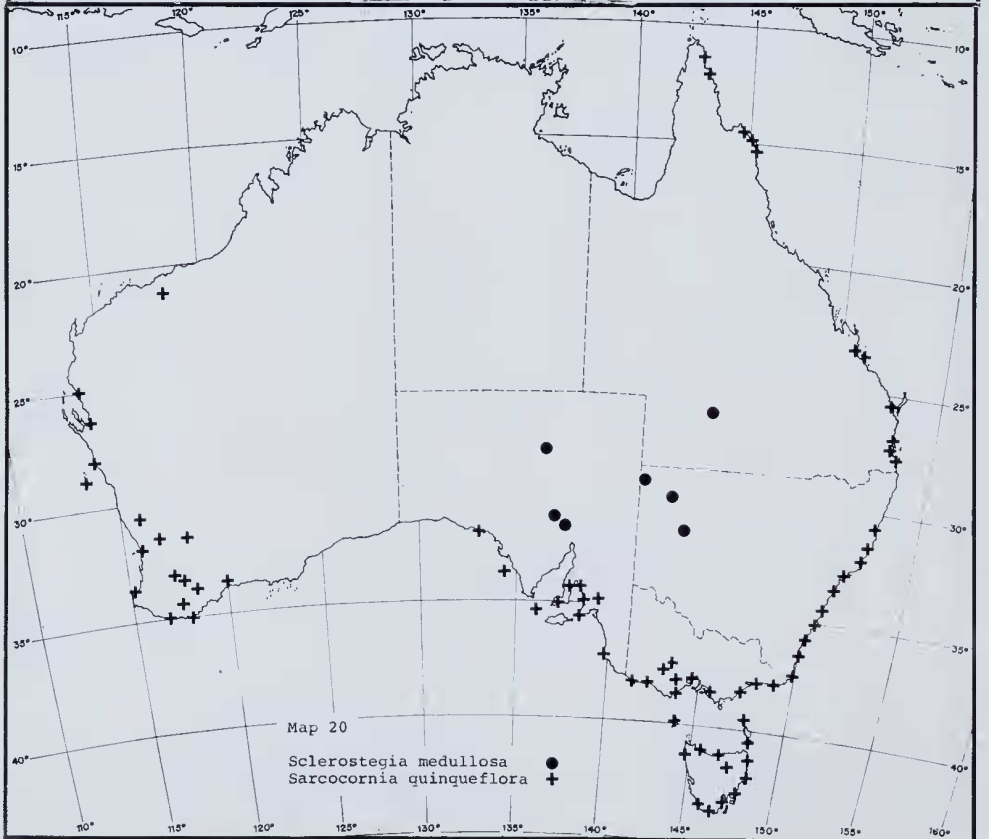 115° 120° 125° 130° 135° 140° 145° 150°
10° 10°
15° 15°
20° 20°
25° 25°
30° 30°
35° 35°
Map 20
Sclerostegia medullosa ●
Sarcocornia quinqueflora +
40° 40°
110° 115° 120° 125° 130° 135° 140° 145° 150° 155° 160°